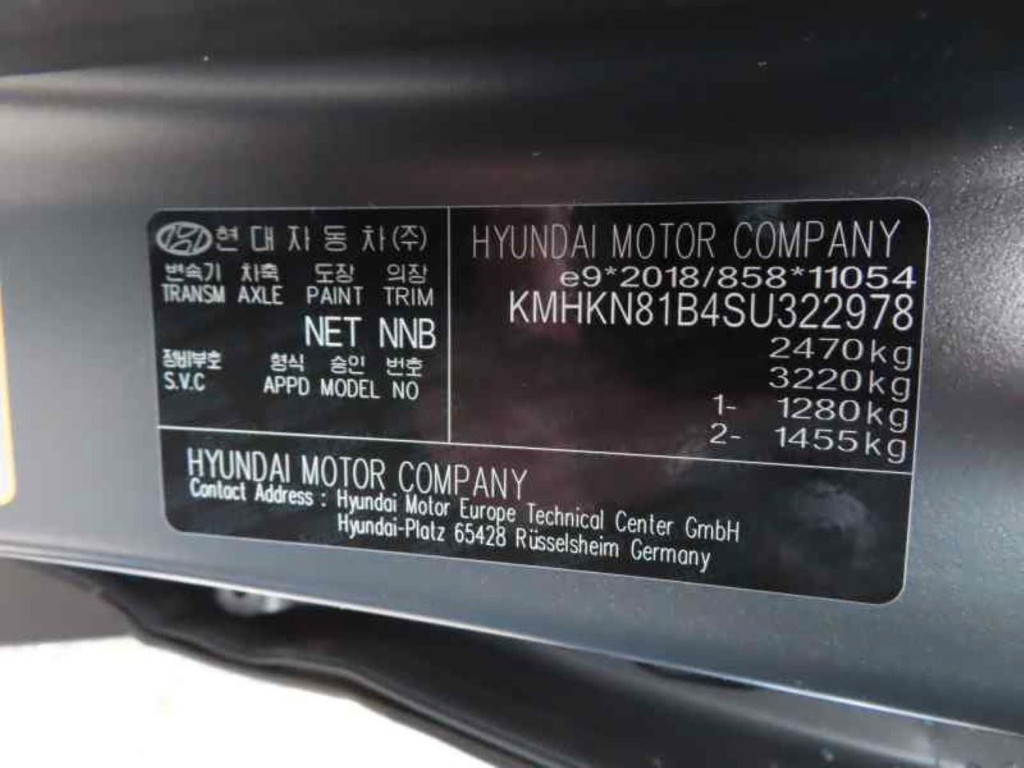 현대자동차(주)
변속기 차축 도장 의장
TRANSM AXLE PAINT TRIM
NET NNB
장비부호 형식 승인 번호
S.V.C APPD MODEL NO
HYUNDAI MOTOR COMPANY
e9*2018/858*11054
KMHKN81B4SU322978
2470kg
3220kg
1- 1280kg
2- 1455kg
HYUNDAI MOTOR COMPANY
Contact Address : Hyundai Motor Europe Technical Center GmbH
Hyundai-Platz 65428 Rüsselsheim Germany